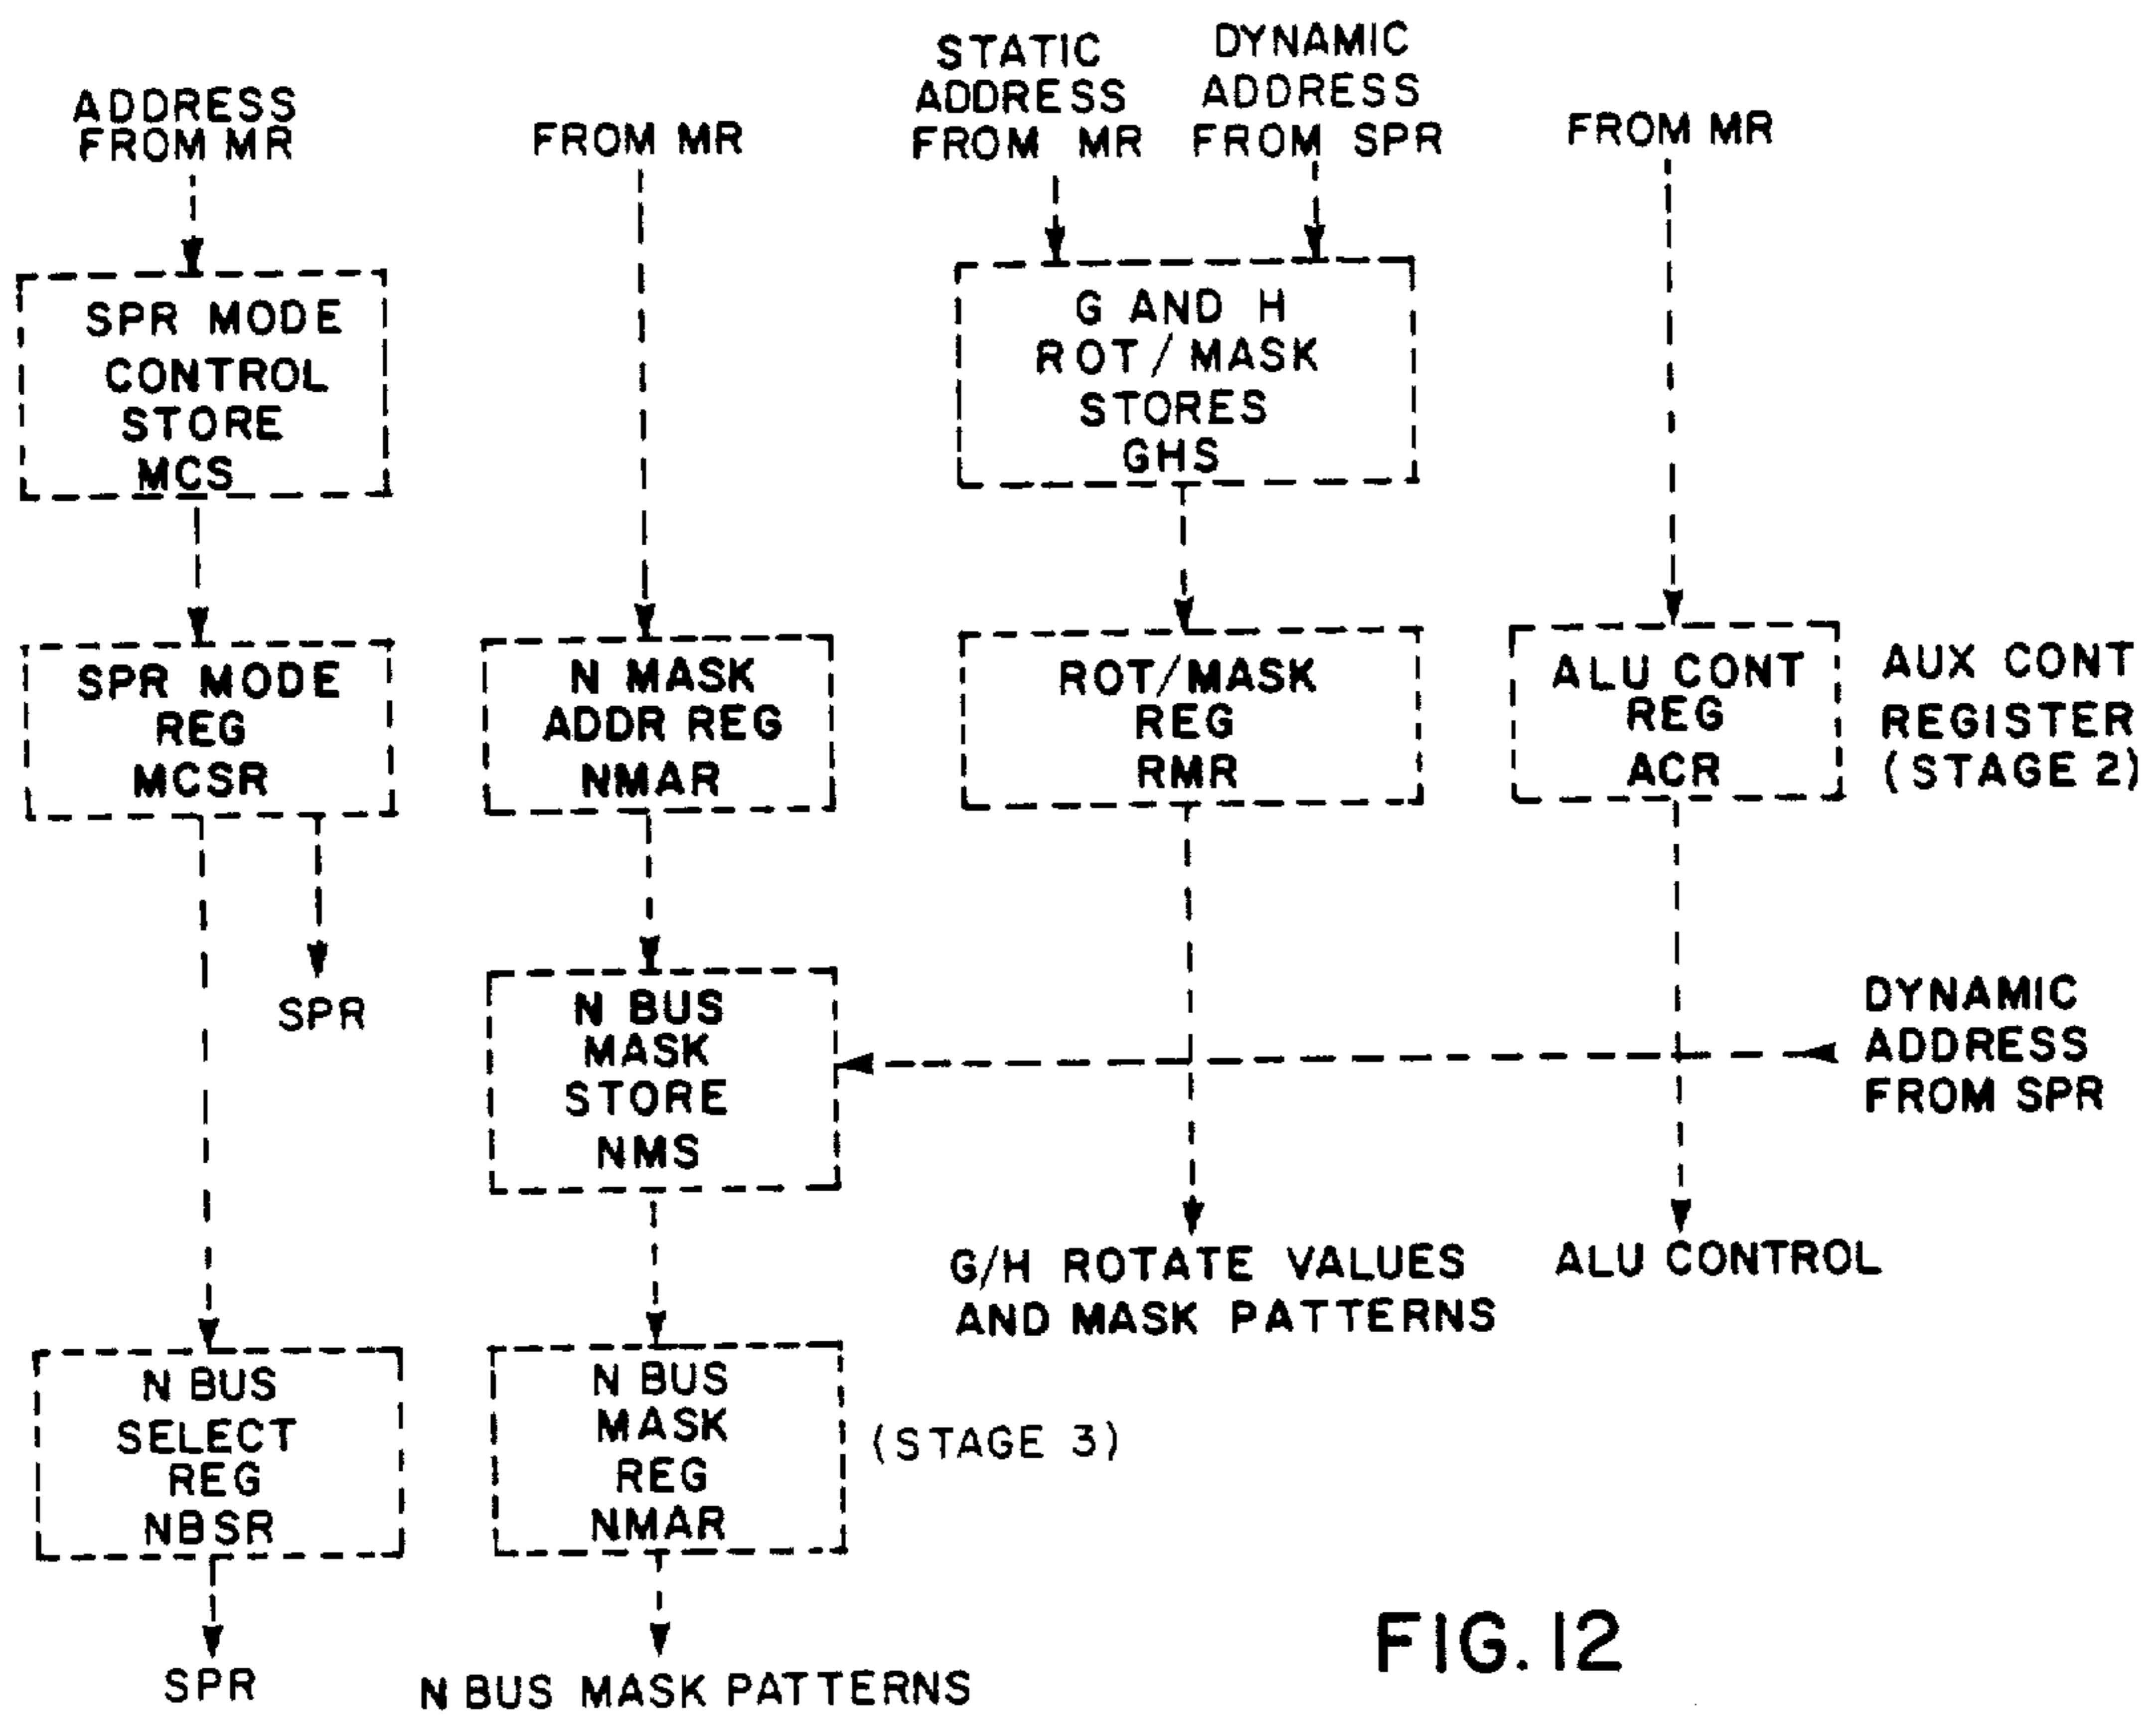 ADDRESS
FROM MR
FROM MR
STATIC
ADDRESS
FROM MR
DYNAMIC
ADDRESS
FROM SPR
FROM MR
SPR MODE
CONTROL
STORE
MCS
G AND H
ROT/MASK
STORES
GHS
SPR MODE
REG
MCSR
N MASK
ADDR REG
NMAR
ROT/MASK
REG
RMR
ALU CONT
REG
ACR
AUX CONT
REGISTER
(STAGE 2)
SPR
N BUS
MASK
STORE
NMS
DYNAMIC
ADDRESS
FROM SPR
G/H ROTATE VALUES
AND MASK PATTERNS
ALU CONTROL
N BUS
SELECT
REG
NBSR
N BUS
MASK
REG
NMAR
(STAGE 3)
SPR
N BUS MASK PATTERNS
FIG. 12